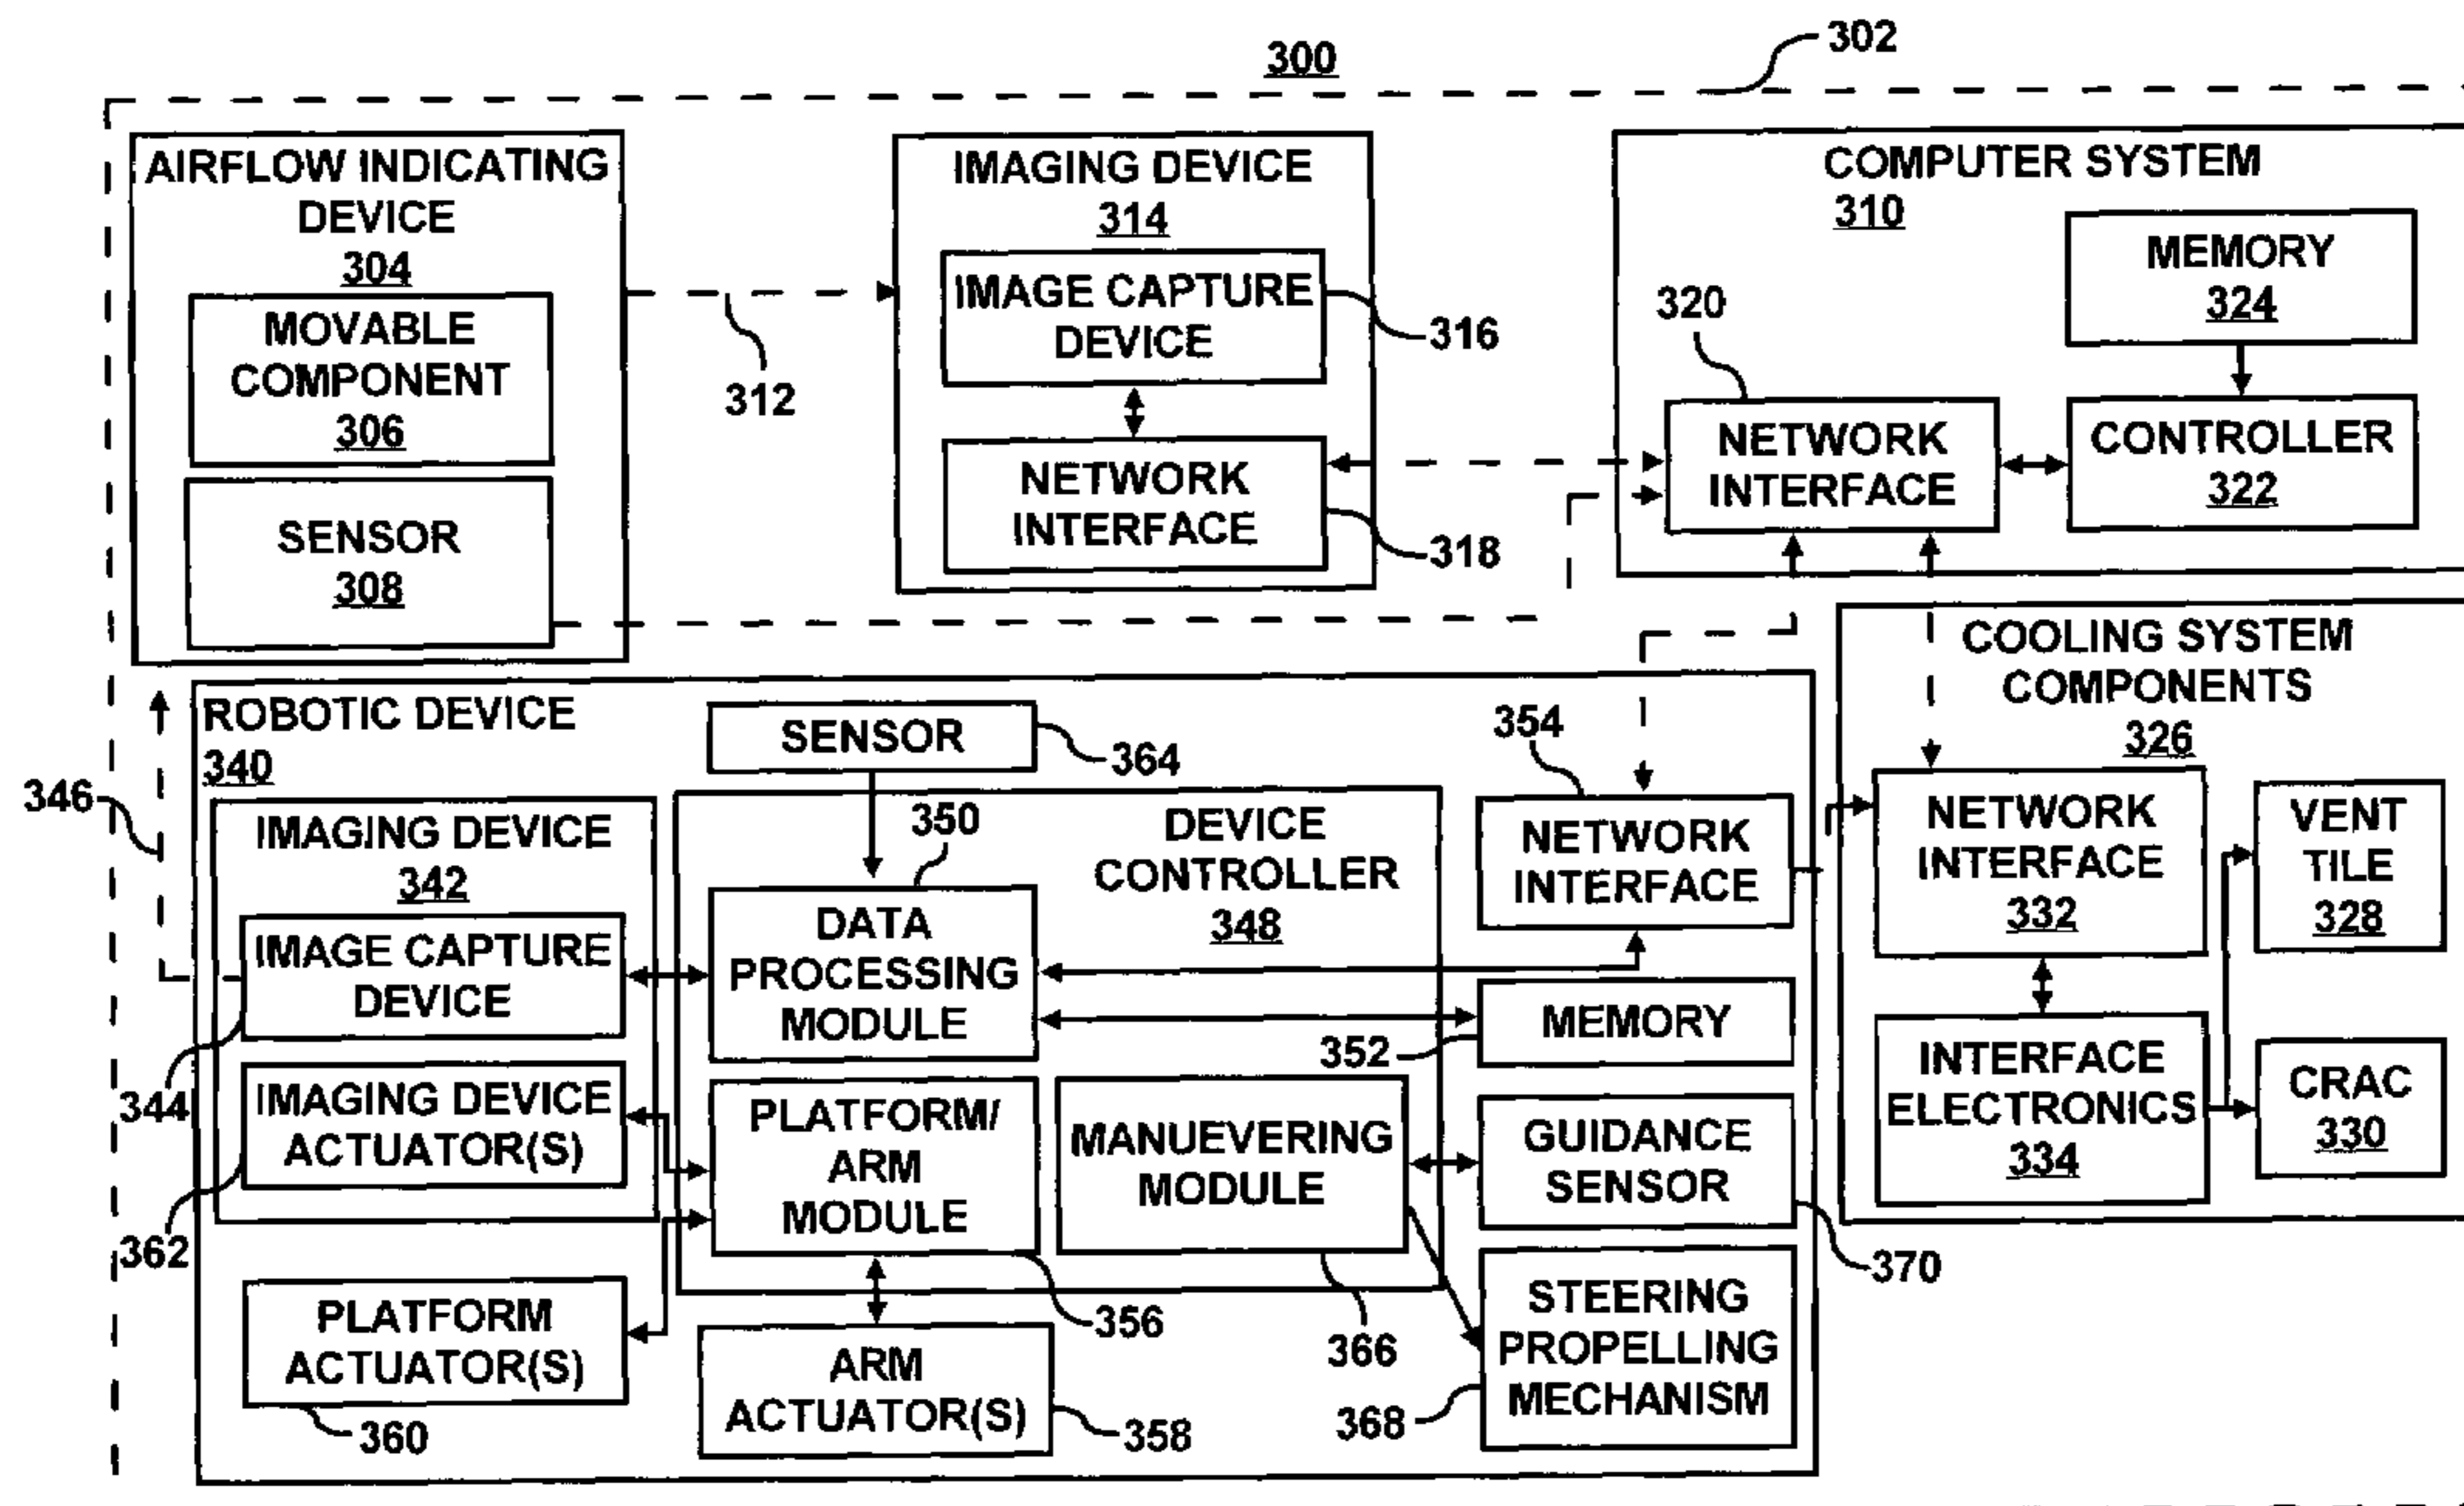 300
302
AIRFLOW INDICATING
DEVICE
304
MOVABLE
COMPONENT
306
SENSOR
308
312
IMAGING DEVICE
314
IMAGE CAPTURE
DEVICE
316
NETWORK
INTERFACE
318
COMPUTER SYSTEM
310
MEMORY
324
320
NETWORK
INTERFACE
CONTROLLER
322
COOLING SYSTEM
COMPONENTS
326
NETWORK
INTERFACE
332
VENT
TILE
328
INTERFACE
ELECTRONICS
334
CRAC
330
ROBOTIC DEVICE
340
346
SENSOR
364
IMAGING DEVICE
342
IMAGE CAPTURE
DEVICE
344
IMAGING DEVICE
ACTUATOR(S)
362
350
DEVICE
CONTROLLER
348
DATA
PROCESSING
MODULE
PLATFORM/
ARM
MODULE
356
MANUEVERING
MODULE
366
354
NETWORK
INTERFACE
MEMORY
352
GUIDANCE
SENSOR
370
STEERING
PROPELLING
MECHANISM
368
PLATFORM
ACTUATOR(S)
360
ARM
ACTUATOR(S)
358